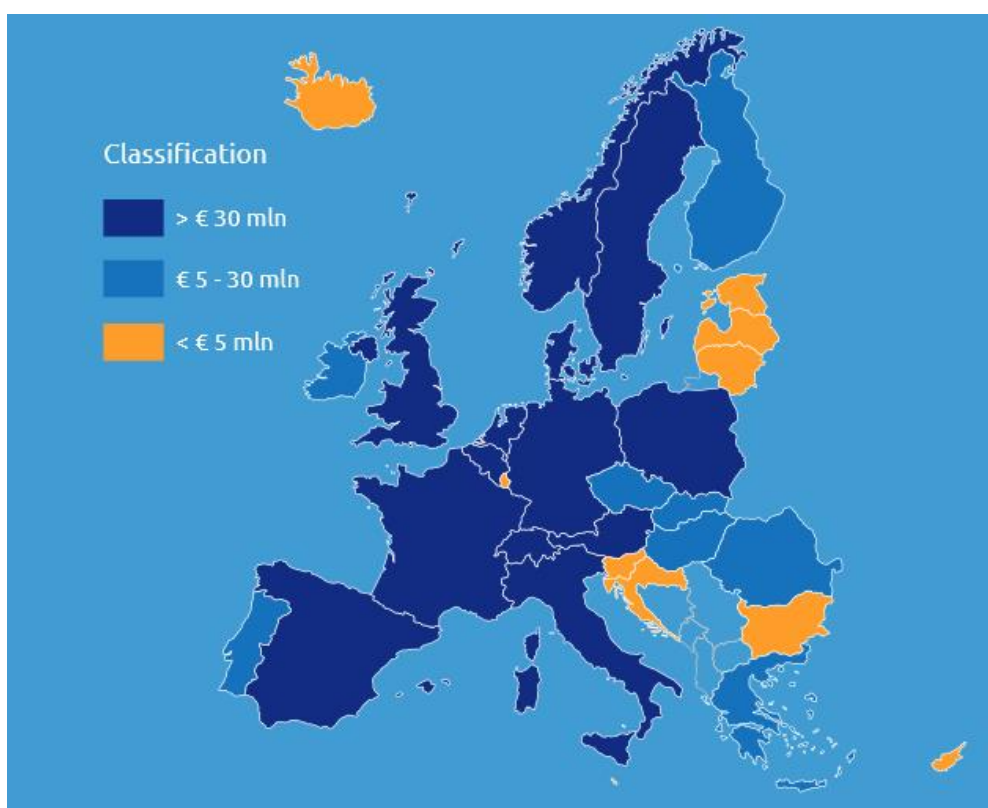 Classification
> € 30 mln
€ 5 - 30 mln
< € 5 mln